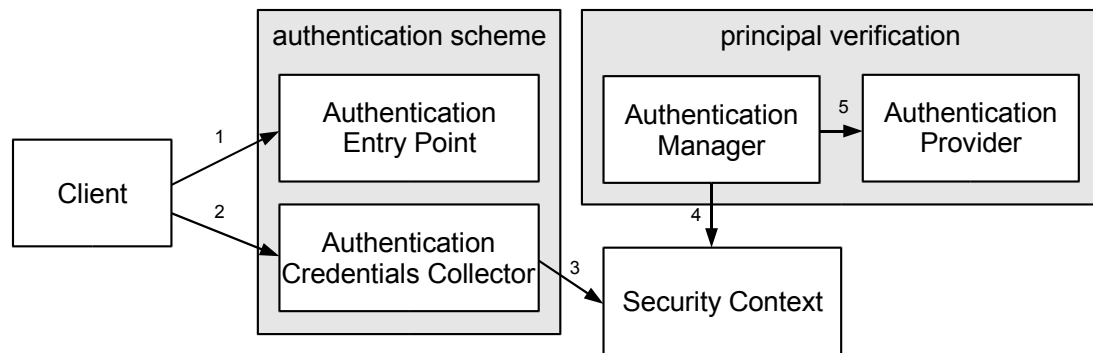 authentication scheme
principal verification
Authentication
Entry Point
Authentication
Manager
5
Authentication
Provider
1
Client
2
4
Authentication
Credentials Collector
3
Security Context